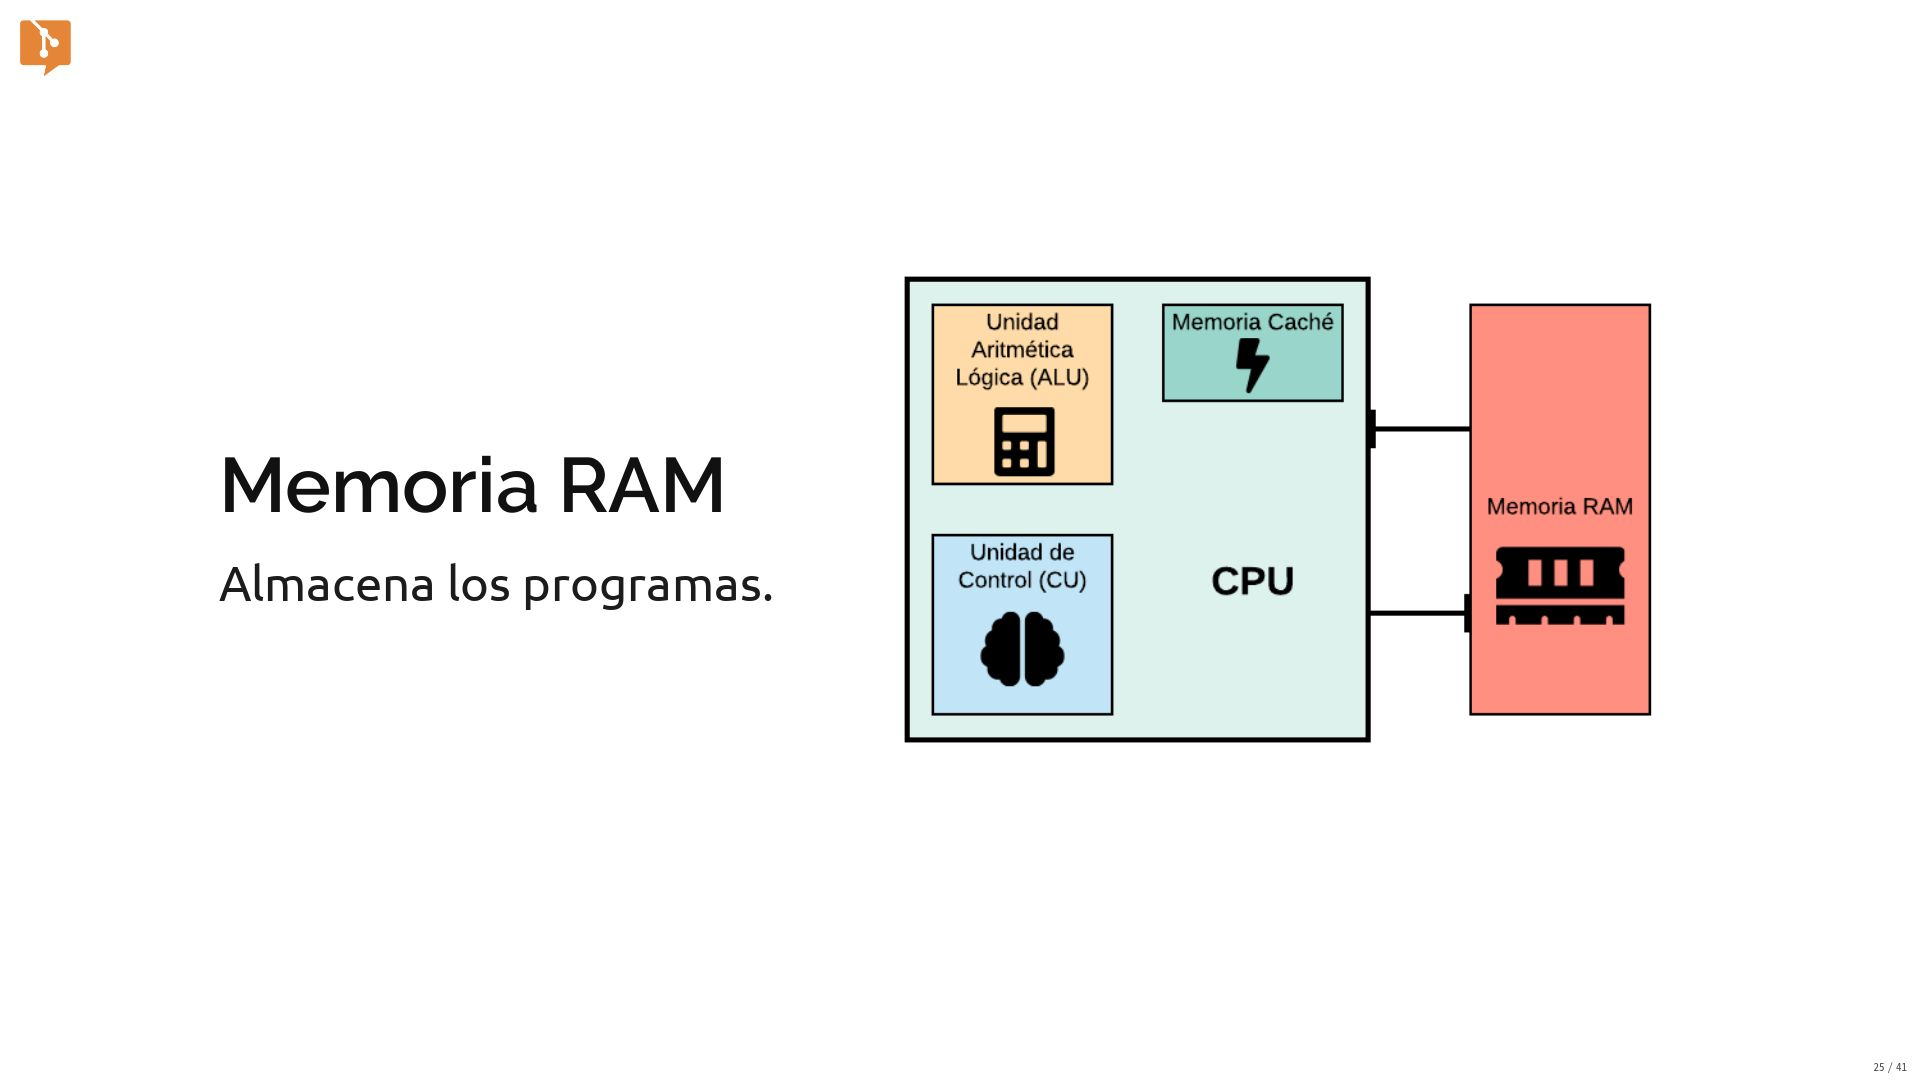 Memoria RAM
Almacena los programas.
Unidad
Aritmética
Lógica (ALU)
Memoria Caché
Unidad de
Control (CU)
CPU
Memoria RAM
25 / 41